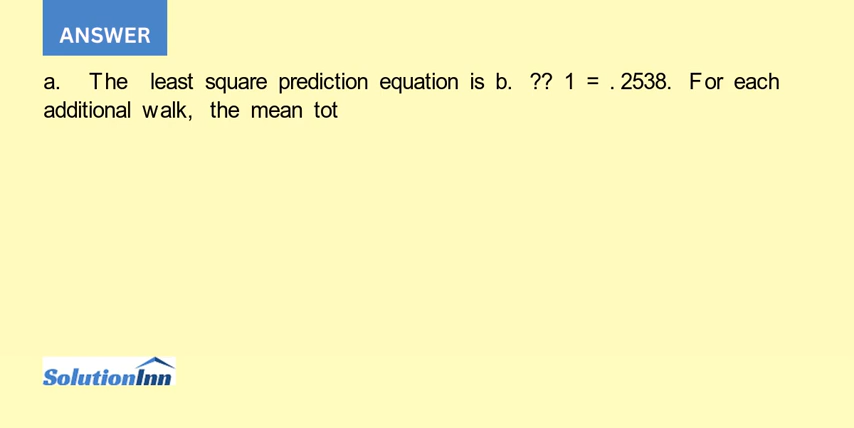 ANSWER
a. The least square prediction equation is b. ?? 1 = . 2538. For each
additional walk, the mean tot
SolutionInn